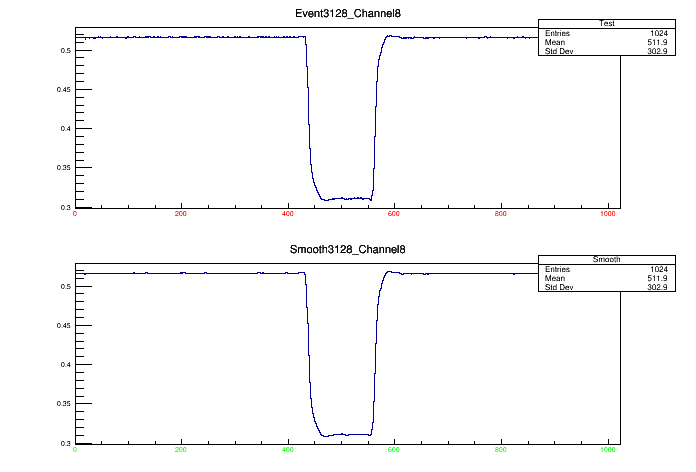 Event3128_Channel8
Test
Entries 1024
Mean 511.9
Std Dev 302.9
0.5
0.45
0.4
0.35
0.3
0 200 400 600 800 1000
Smooth3128_Channel8
Smooth
Entries 1024
Mean 511.9
Std Dev 302.9
0.5
0.45
0.4
0.35
0.3
0 200 400 600 800 1000